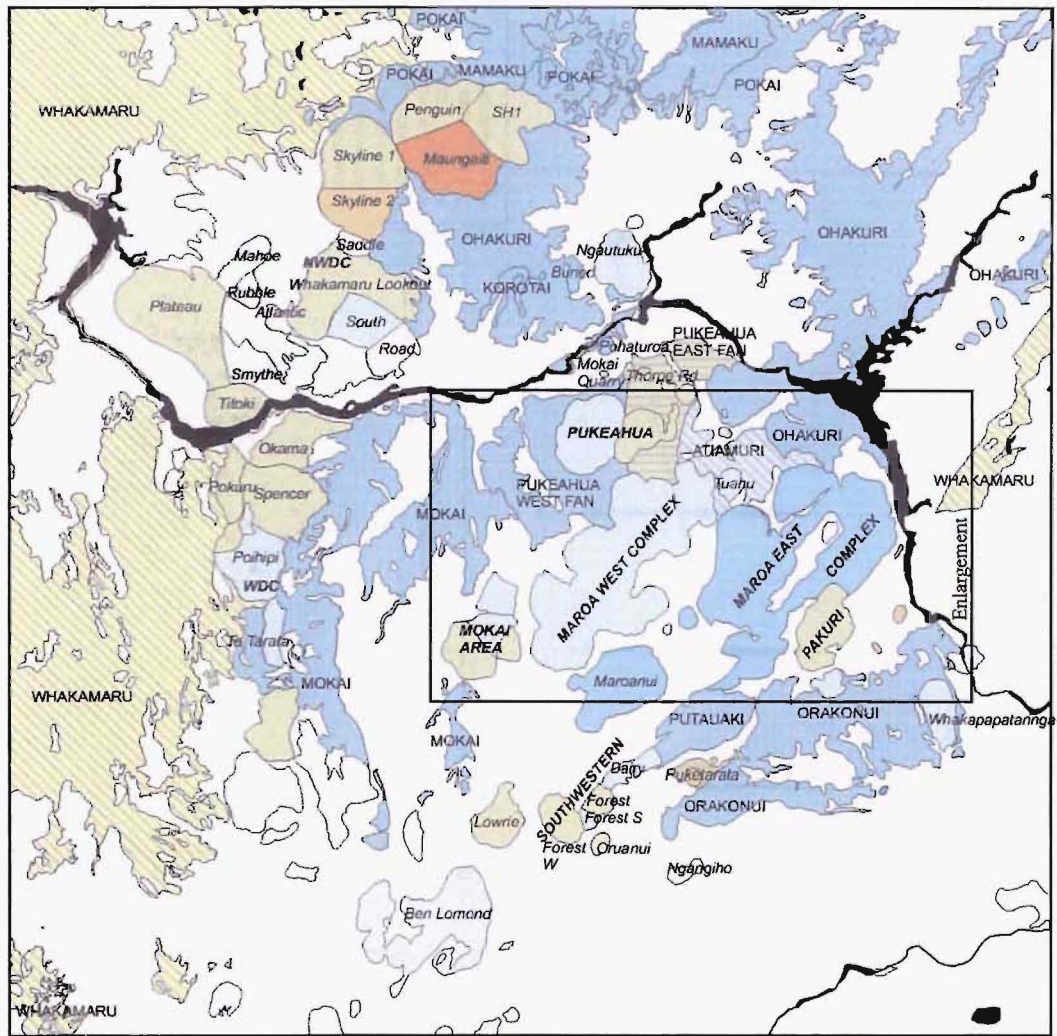 MAMAKU
POKAI
MAMAKU
POKAI
POKAI
WHAKAMARU
Penguin
SH1
Skyline 1
Maungaiti
Skyline 2
OHAKURI
OHAKURI
Saddle
Ngautuku
Mahoe
NWDC
Buried
OHAKURI
Whakamaru Lookout
KOROTAI
Rubble
Plateau
Atlantic
South
PUKEAHUA
EAST FAN
Road
Pohaturoa
Mokai
Quarry
Thorpe Rd
Smythe
Titoki
PUKEAHUA
OHAKURI
Okama
ATIAMURI
WHAKAMARU
Pokuru
Spencer
PUKEAHUA
WEST FAN
Tuahu
MOKAI
MOKAI
Enlargement
Poihipi
MAROA WEST COMPLEX
MAROA EAST
COMPLEX
WDC
Te Tarata
MOKAI
AREA
PAKURI
WHAKAMARU
MOKAI
Maroanui
PUTAUAKI
ORAKONUI
Whakapapataringa
MOKAI
SOUTHWESTERN
Dairy
Puketarata
Forest
Forest S
ORAKONUI
Lowrie
Forest
W
Oruanui
Ngangiho
Ben Lomond
WHAKAMARU